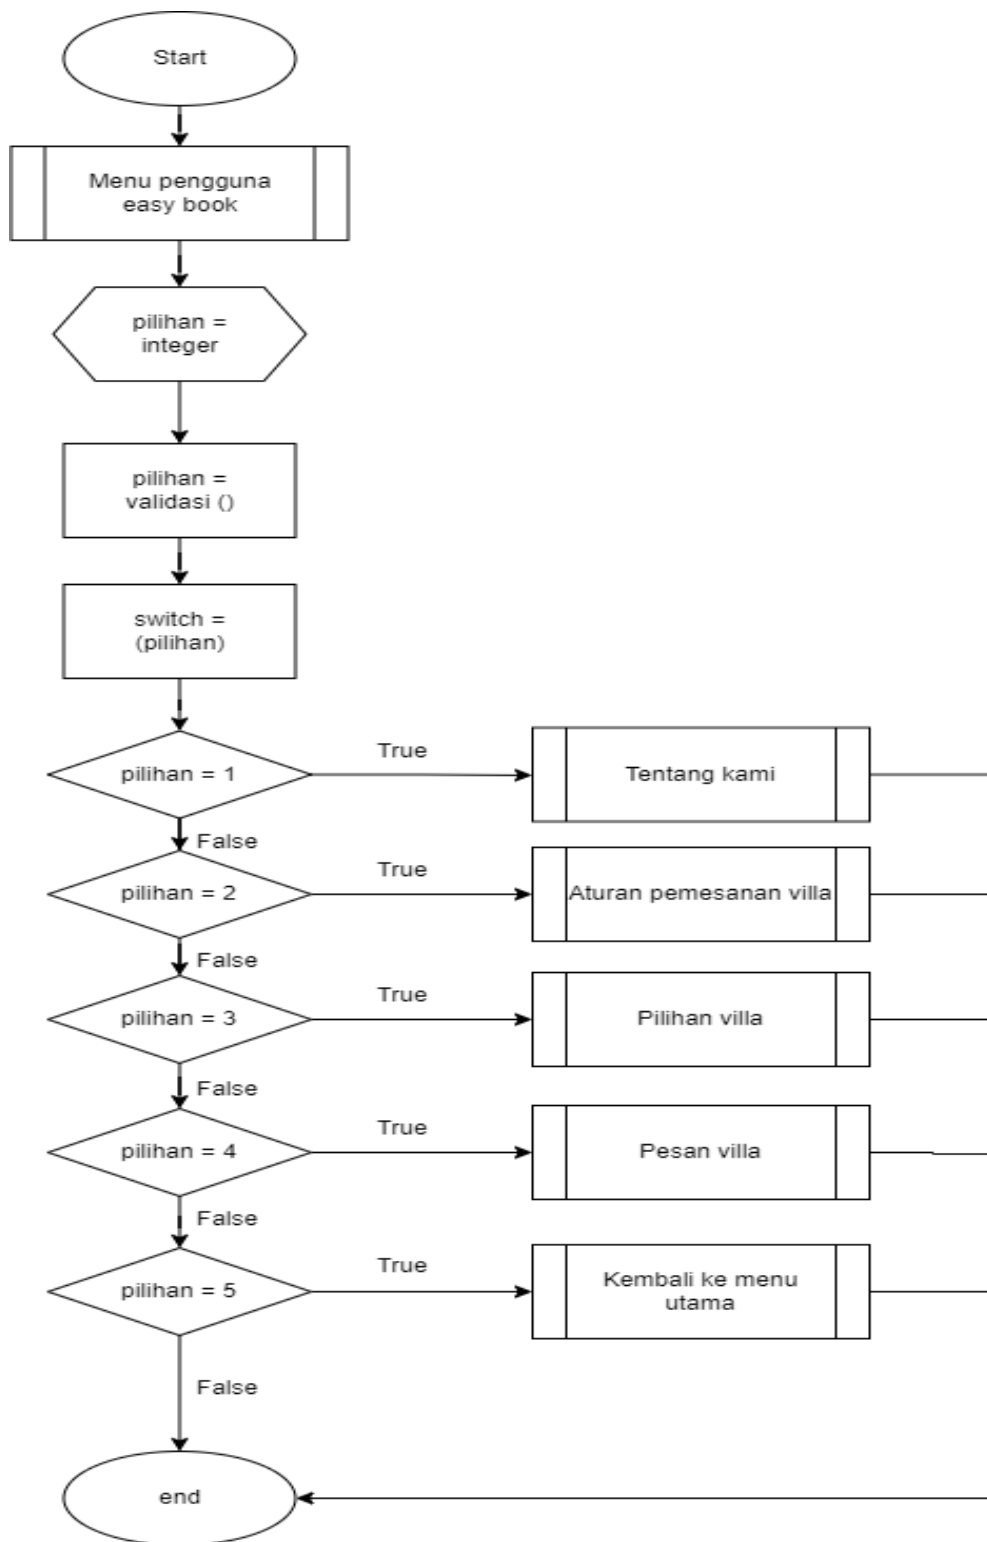 Start
Menu pengguna
easy book
pilihan =
integer
pilihan =
validasi ()
switch =
(pilihan)
pilihan = 1
True
Tentang kami
False
pilihan = 2
True
Aturan pemesanan villa
False
pilihan = 3
True
Pilihan villa
False
pilihan = 4
True
Pesan villa
False
pilihan = 5
True
Kembali ke menu
utama
False
end